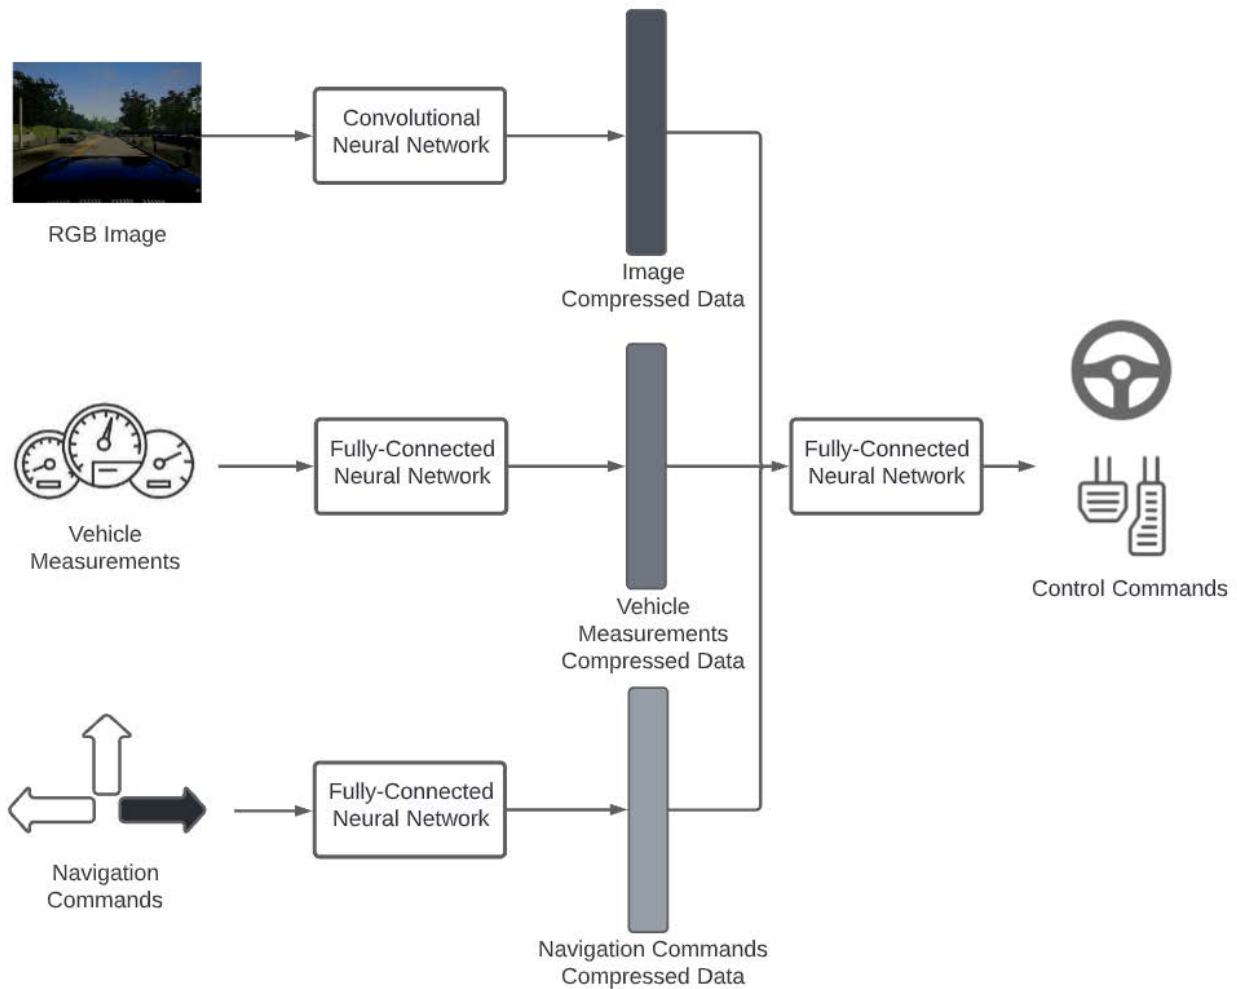 Convolutional
Neural Network
RGB Image
Image
Compressed Data
Fully-Connected
Neural Network
Fully-Connected
Neural Network
Vehicle
Measurements
Control Commands
Vehicle
Measurements
Compressed Data
Fully-Connected
Neural Network
Navigation
Commands
Navigation Commands
Compressed Data